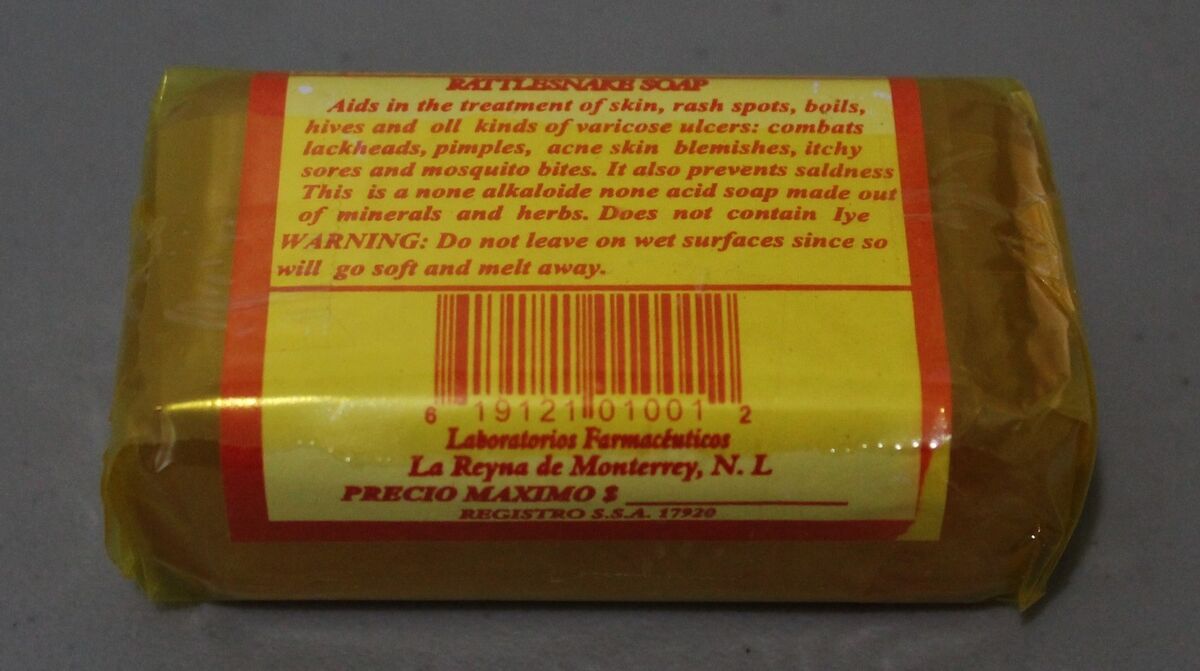 RATTLESNAKE SOAP
Aids in the treatment of skin, rash spots, boils,
hives and oll kinds of varicose ulcers: combats
lackheads, pimples, acne skin blemishes, itchy
sores and mosquito bites. It also prevents saldness
This is a none alkaloide none acid soap made out
of minerals and herbs. Does not contain Iye
WARNING: Do not leave on wet surfaces since so
will go soft and melt away.
6 19121 01001 2
Laboratorios Farmacéuticos
La Reyna de Monterrey, N. L
PRECIO MAXIMO $
REGISTRO S.S.A. 17920